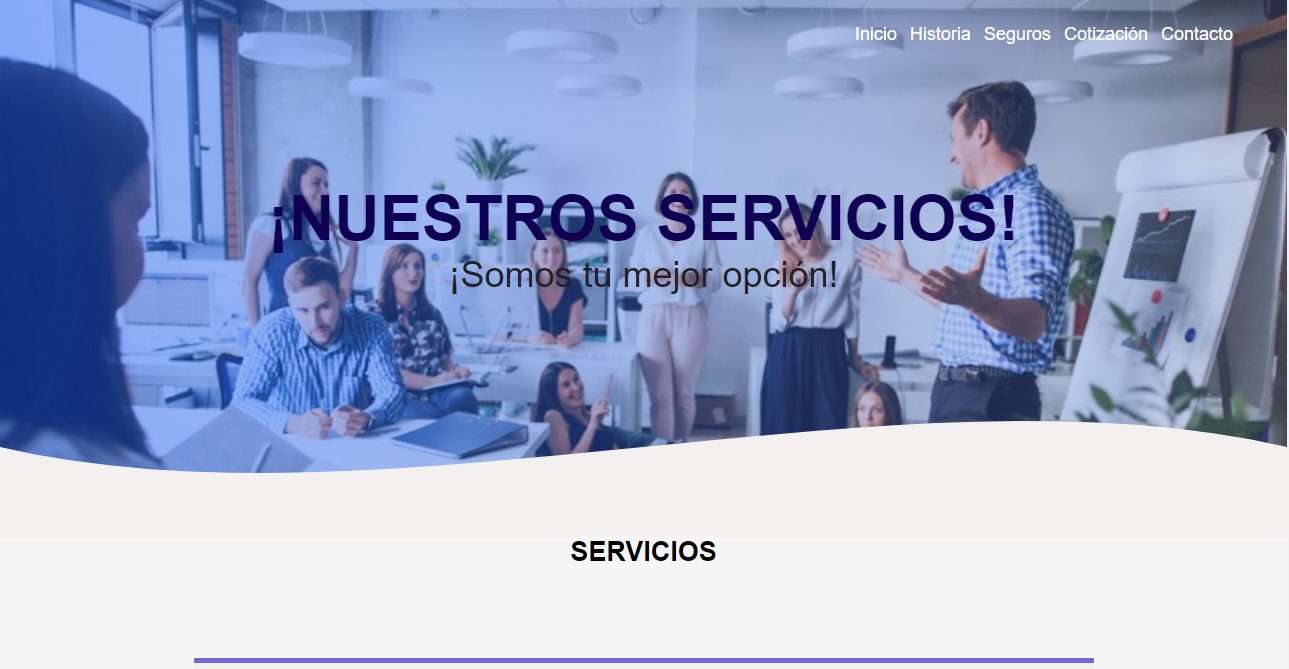 Inicio Historia Seguros Cotización Contacto
¡NUESTROS SERVICIOS!
¡Somos tu mejor opción!
SERVICIOS